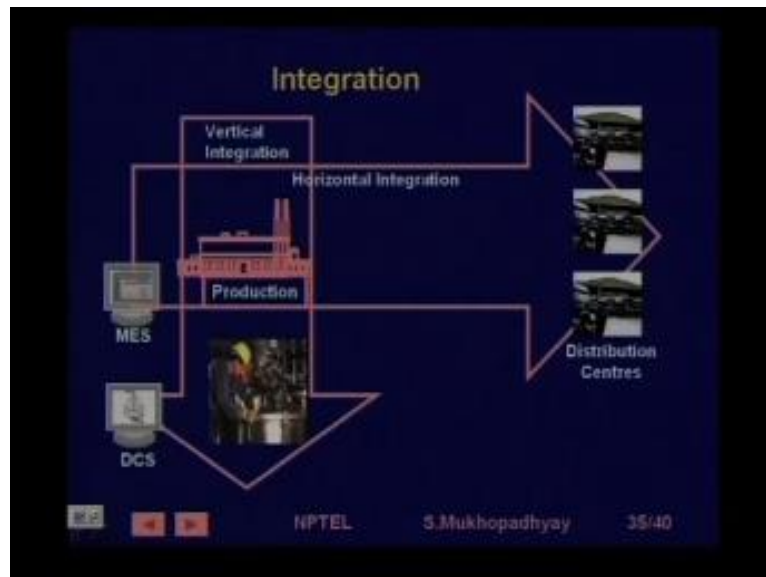 Integration
Vertical
Integration
Horizontal Integration
Production
MES
Distribution
Centres
DCS
NPTEL S.Mukhopadhyay 35/40